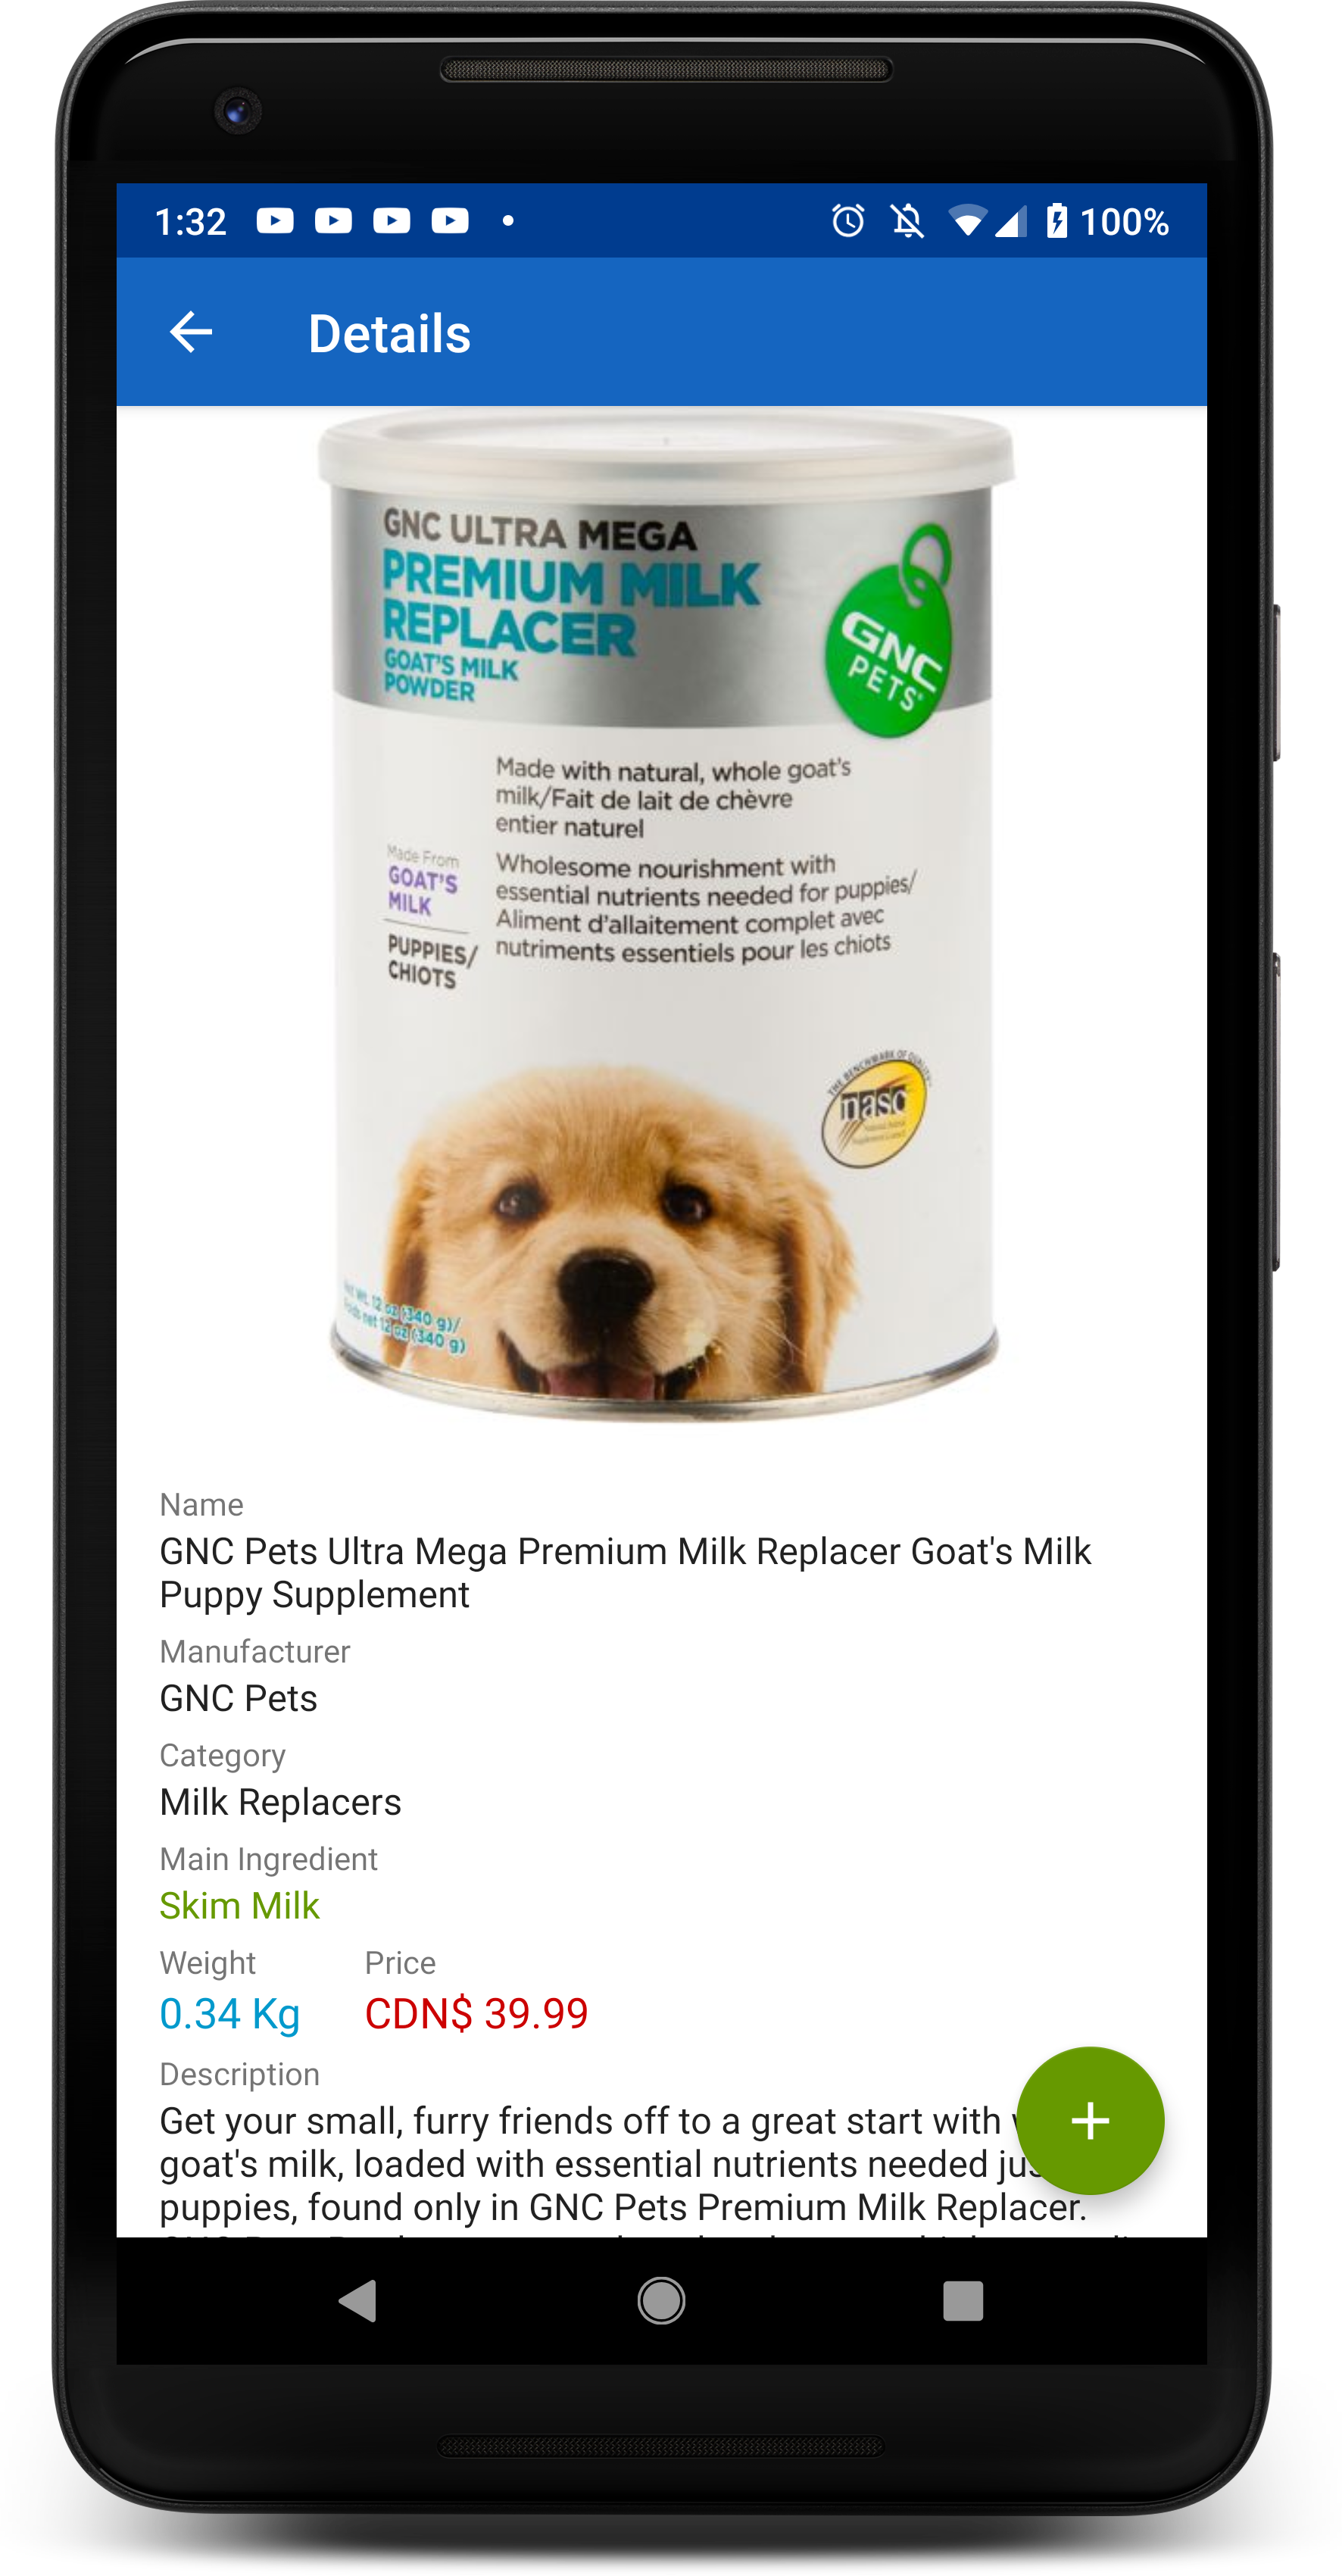 1:32
100%
Details
GNC ULTRA MEGA
PREMIUM MILK
REPLACER
GOAT'S MILK
POWDER
GNC
PETS
Made with natural, whole goat's
milk/Fait de lait de chèvre
entier naturel
Made From
GOAT'S
MILK
PUPPIES/
CHIOTS
Wholesome nourishment with
essential nutrients needed for puppies/
Aliment d'allaitement complet avec
nutriments essentiels pour les chiots
THE BENCHMARK OF QUALITY
nasc
Net Wt. 12 oz (340 g)/
Poids net 12 oz (340 g)
Name
GNC Pets Ultra Mega Premium Milk Replacer Goat's Milk
Puppy Supplement
Manufacturer
GNC Pets
Category
Milk Replacers
Main Ingredient
Skim Milk
Weight
0.34 Kg
Price
CDN$ 39.99
Description
Get your small, furry friends off to a great start with
goat's milk, loaded with essential nutrients needed
puppies, found only in GNC Pets Premium Milk Replacer.